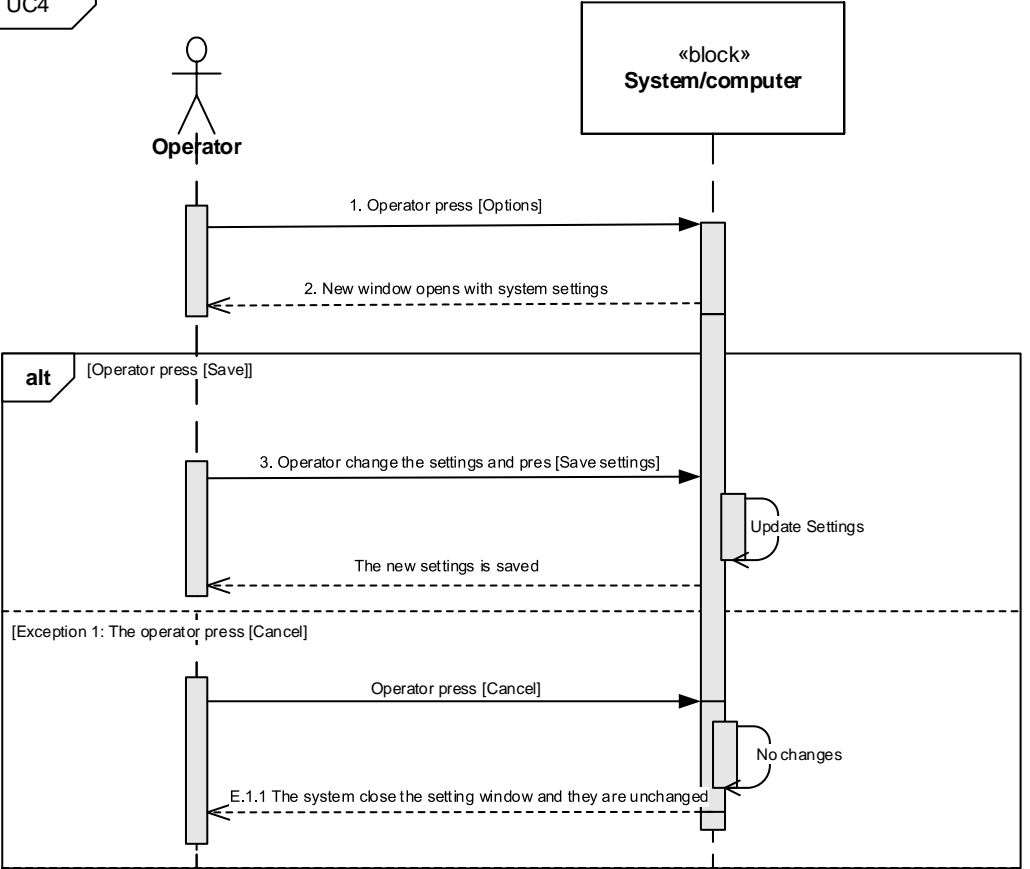 UC4
«block»
System/computer
Operator
1. Operator press [Options]
2. New window opens with system settings
alt
[Operator press [Save]]
3. Operator change the settings and pres [Save settings]
Update Settings
The new settings is saved
[Exception 1: The operator press [Cancel]
Operator press [Cancel]
No changes
E.1.1 The system close the setting window and they are unchanged